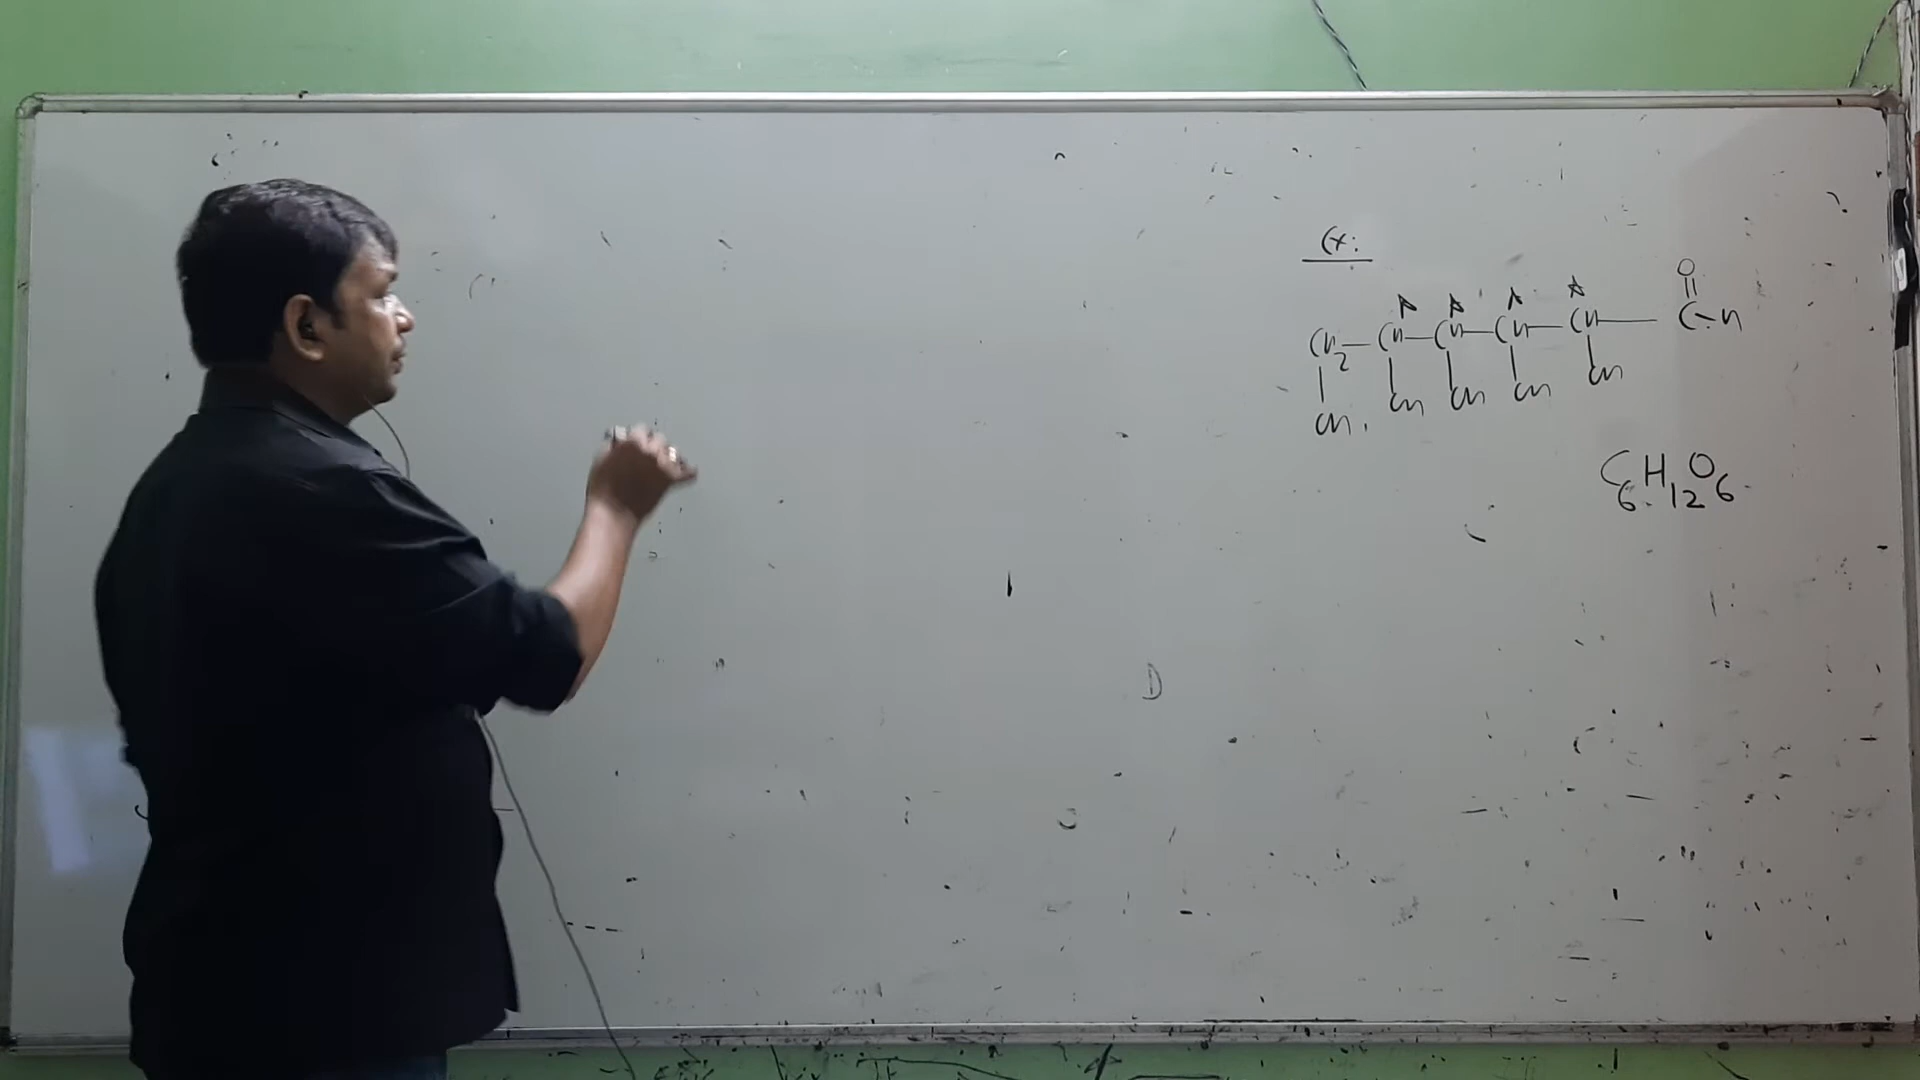 Ex:
O
CH2—CH—CH—CH—CH—C-H
OH OH OH OH OH
C6H12O6
D